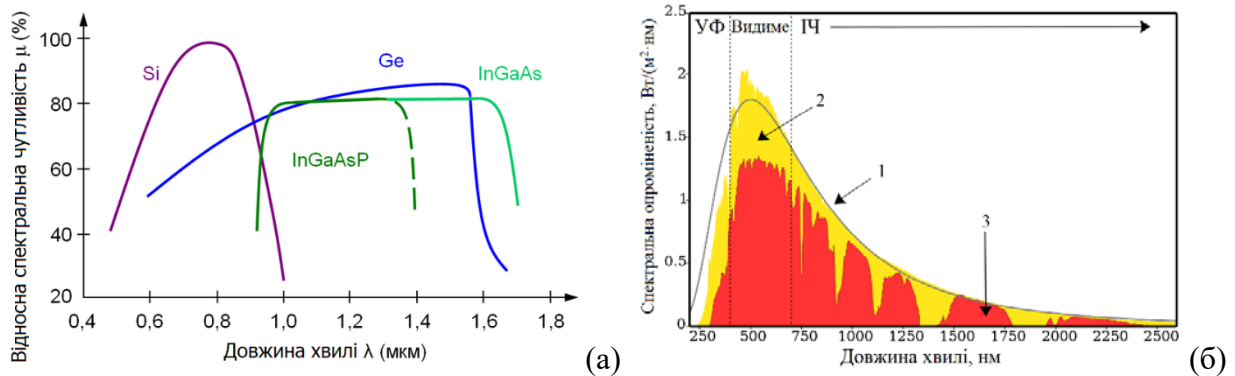 Відносна спектральна чутливість μ (%)
100
80
60
40
20
Si
Ge
InGaAs
InGaAsP
0,4 0,6 0,8 1,0 1,2 1,4 1,6 1,8
Довжина хвилі λ (мкм)
(а)
Спектральна опроміненість, Вт/(м²·нм)
УФ Видиме ІЧ
2.5
2
1.5
1
0.5
0
2
1
3
250 500 750 1000 1250 1500 1750 2000 2250 2500
Довжина хвилі, нм
(б)